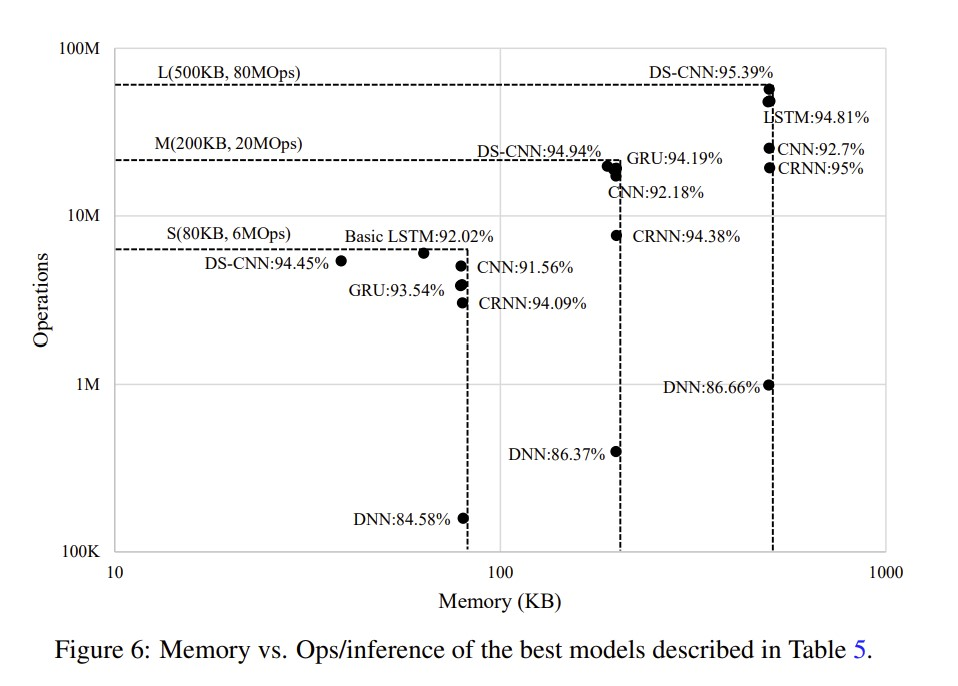 100M
L(500KB, 80MOps)
DS-CNN:95.39%
LSTM:94.81%
M(200KB, 20MOps)
DS-CNN:94.94%
GRU:94.19%
CNN:92.7%
CRNN:95%
CNN:92.18%
10M
S(80KB, 6MOps)
Basic LSTM:92.02%
CRNN:94.38%
DS-CNN:94.45%
CNN:91.56%
GRU:93.54%
CRNN:94.09%
Operations
1M
DNN:86.66%
DNN:86.37%
DNN:84.58%
100K
10
100
1000
Memory (KB)
Figure 6: Memory vs. Ops/inference of the best models described in Table 5.